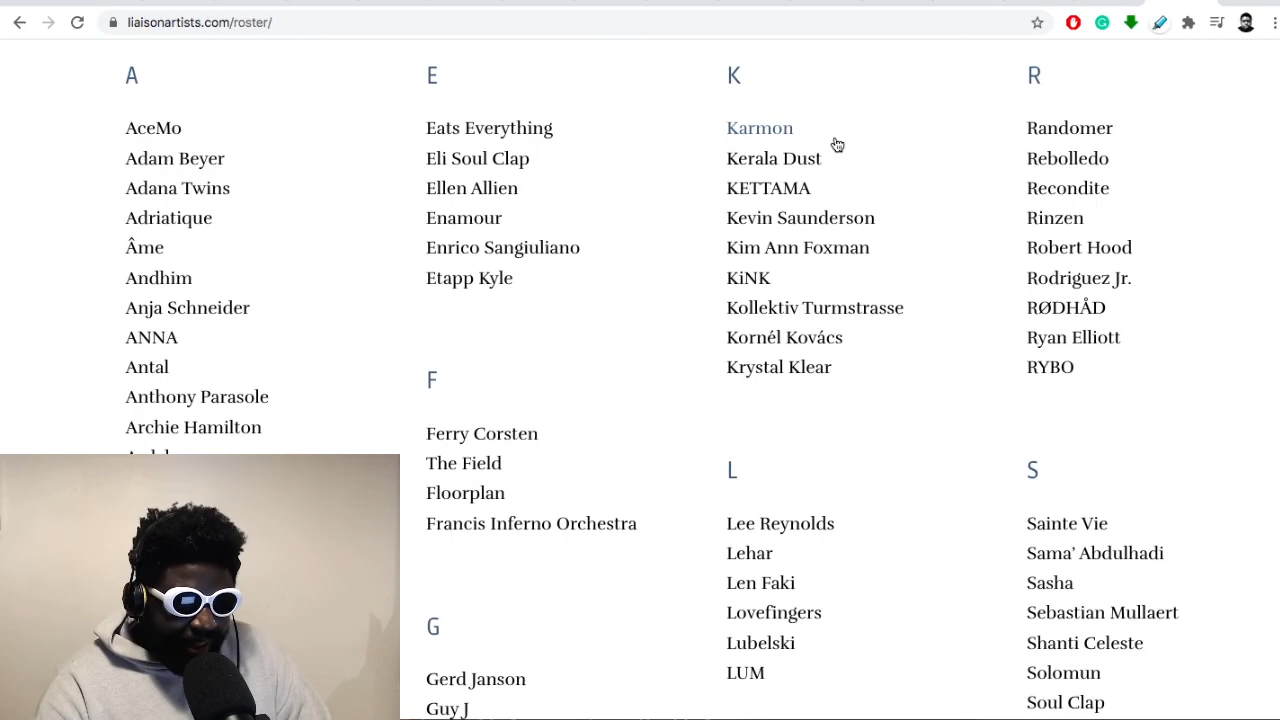 liaisonartists.com/roster/
A
AceMo
Adam Beyer
Adana Twins
Adriatique
Âme
Andhim
Anja Schneider
ANNA
Antal
Anthony Parasole
Archie Hamilton
E
Eats Everything
Eli Soul Clap
Ellen Allien
Enamour
Enrico Sangiuliano
Etapp Kyle
F
Ferry Corsten
The Field
Floorplan
Francis Inferno Orchestra
G
Gerd Janson
Guy J
K
Karmon
Kerala Dust
KETTAMA
Kevin Saunderson
Kim Ann Foxman
KiNK
Kollektiv Turmstrasse
Kornél Kovács
Krystal Klear
L
Lee Reynolds
Lehar
Len Faki
Lovefingers
Lubelski
LUM
R
Randomer
Rebolledo
Recondite
Rinzen
Robert Hood
Rodriguez Jr.
RØDHÅD
Ryan Elliott
RYBO
S
Sainte Vie
Sama’ Abdulhadi
Sasha
Sebastian Mullaert
Shanti Celeste
Solomun
Soul Clap